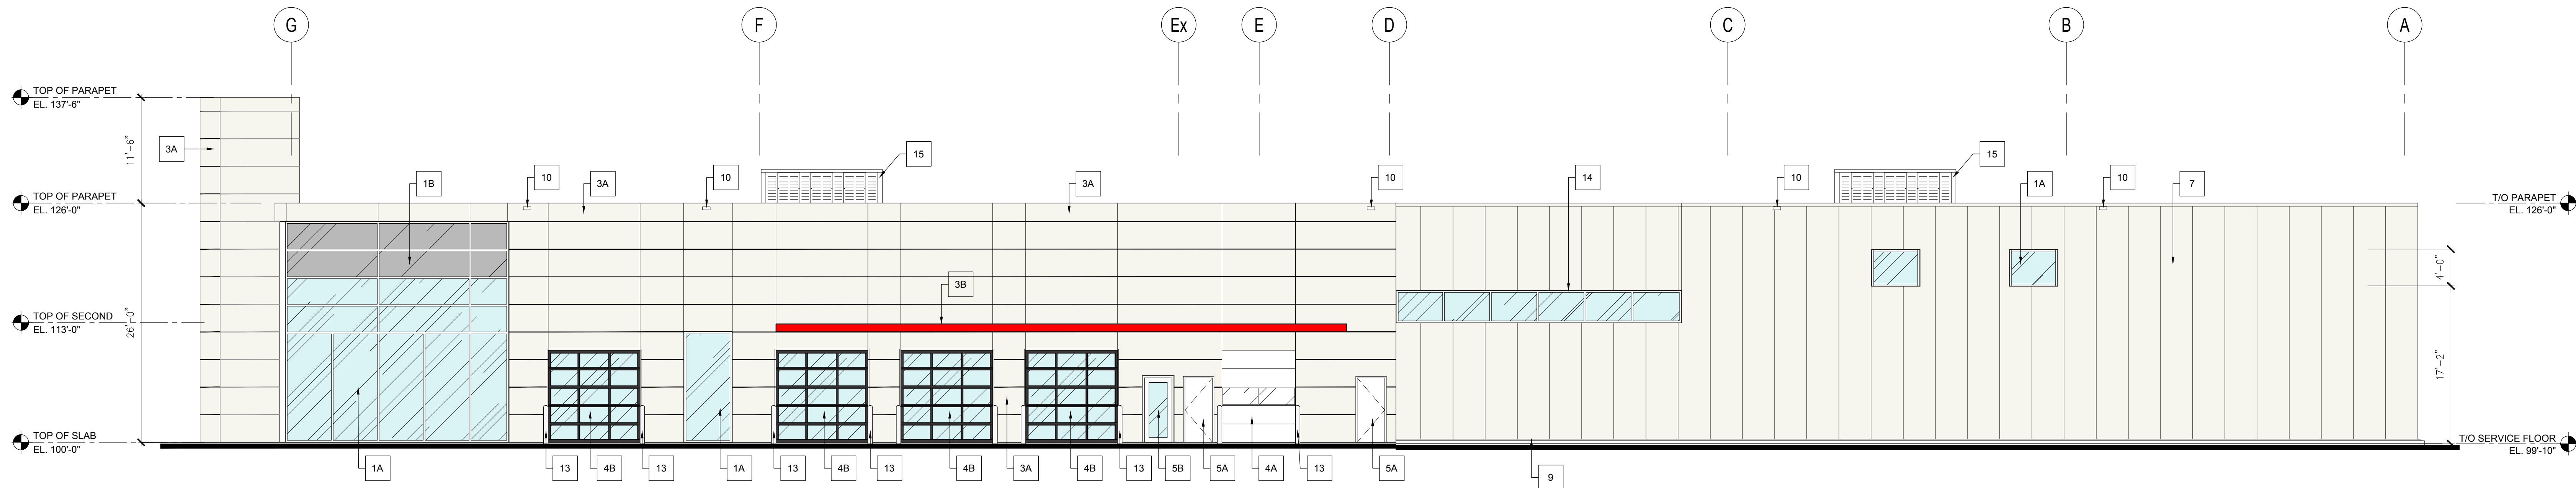 G
F
Ex
E
D
C
B
A
TOP OF PARAPET
EL. 137'-6"
11'-6"
3A
TOP OF PARAPET
EL. 126'-0"
1B
10
3A
10
15
3A
10
14
10
15
1A
10
7
T/O PARAPET
EL. 126'-0"
4'-0"
3B
TOP OF SECOND
EL. 113'-0"
26'-0"
17'-2"
TOP OF SLAB
EL. 100'-0"
T/O SERVICE FLOOR
EL. 99'-10"
1A
13
4B
13
1A
13
4B
13
4B
3A
4B
13
5B
5A
4A
13
5A
9